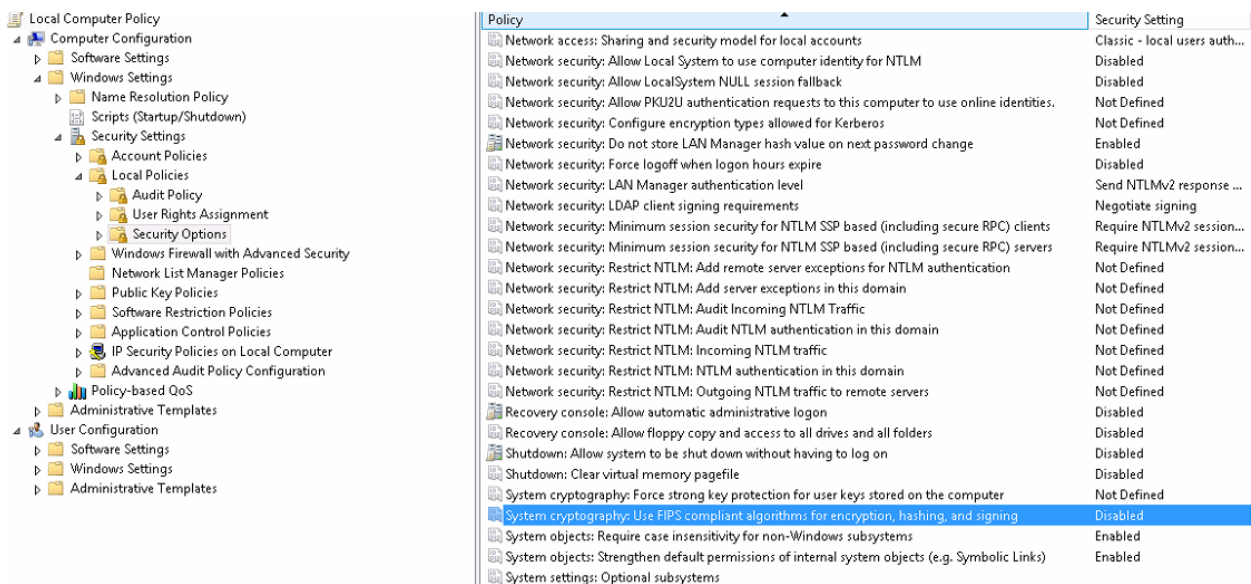 Local Computer Policy
Computer Configuration
Software Settings
Windows Settings
Name Resolution Policy
Scripts (Startup/Shutdown)
Security Settings
Account Policies
Local Policies
Audit Policy
User Rights Assignment
Security Options
Windows Firewall with Advanced Security
Network List Manager Policies
Public Key Policies
Software Restriction Policies
Application Control Policies
IP Security Policies on Local Computer
Advanced Audit Policy Configuration
Policy-based QoS
Administrative Templates
User Configuration
Software Settings
Windows Settings
Administrative Templates
Policy Security Setting
Network access: Sharing and security model for local accounts Classic - local users auth...
Network security: Allow Local System to use computer identity for NTLM Disabled
Network security: Allow LocalSystem NULL session fallback Disabled
Network security: Allow PKU2U authentication requests to this computer to use online identities. Not Defined
Network security: Configure encryption types allowed for Kerberos Not Defined
Network security: Do not store LAN Manager hash value on next password change Enabled
Network security: Force logoff when logon hours expire Disabled
Network security: LAN Manager authentication level Send NTLMv2 response ...
Network security: LDAP client signing requirements Negotiate signing
Network security: Minimum session security for NTLM SSP based (including secure RPC) clients Require NTLMv2 session...
Network security: Minimum session security for NTLM SSP based (including secure RPC) servers Require NTLMv2 session...
Network security: Restrict NTLM: Add remote server exceptions for NTLM authentication Not Defined
Network security: Restrict NTLM: Add server exceptions in this domain Not Defined
Network security: Restrict NTLM: Audit Incoming NTLM Traffic Not Defined
Network security: Restrict NTLM: Audit NTLM authentication in this domain Not Defined
Network security: Restrict NTLM: Incoming NTLM traffic Not Defined
Network security: Restrict NTLM: NTLM authentication in this domain Not Defined
Network security: Restrict NTLM: Outgoing NTLM traffic to remote servers Not Defined
Recovery console: Allow automatic administrative logon Disabled
Recovery console: Allow floppy copy and access to all drives and all folders Disabled
Shutdown: Allow system to be shut down without having to log on Disabled
Shutdown: Clear virtual memory pagefile Disabled
System cryptography: Force strong key protection for user keys stored on the computer Not Defined
System cryptography: Use FIPS compliant algorithms for encryption, hashing, and signing Disabled
System objects: Require case insensitivity for non-Windows subsystems Enabled
System objects: Strengthen default permissions of internal system objects (e.g. Symbolic Links) Enabled
System settings: Optional subsystems